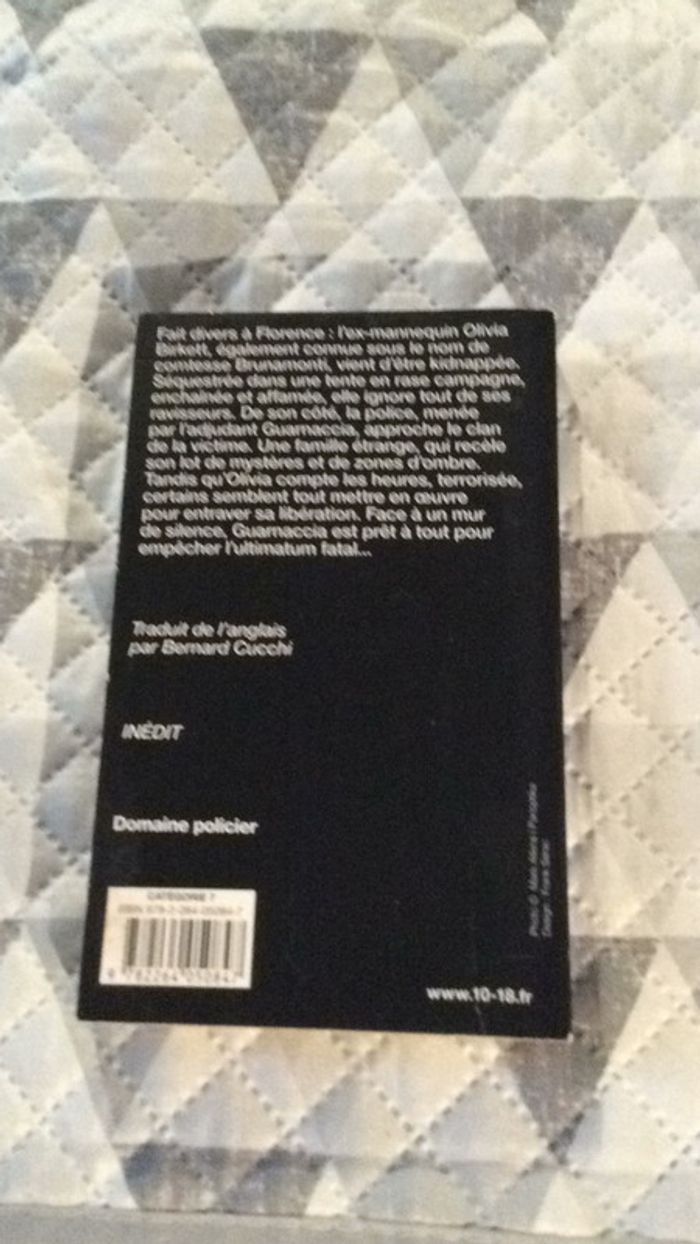 Fait divers à Florence : l'ex-mannequin Olivia
Birkett, également connue sous le nom de
comtesse Brunamonti, vient d'être kidnappée.
Séquestrée dans une tente en rase campagne,
enchaînée et affamée, elle ignore tout de ses
ravisseurs. De son côté, la police, menée
par l'adjudant Guarnaccia, approche le clan
de la victime. Une famille étrange, qui recèle
son lot de mystères et de zones d'ombre.
Tandis qu'Olivia compte les heures, terrorisée,
certains semblent tout mettre en œuvre
pour entraver sa libération. Face à un mur
de silence, Guarnaccia est prêt à tout pour
empêcher l'ultimatum fatal...
Traduit de l'anglais
par Bernard Cucchi
INÉDIT
Domaine policier
CATÉGORIE 7
9 782264 050847
www.10-18.fr
Photo ©
Design :